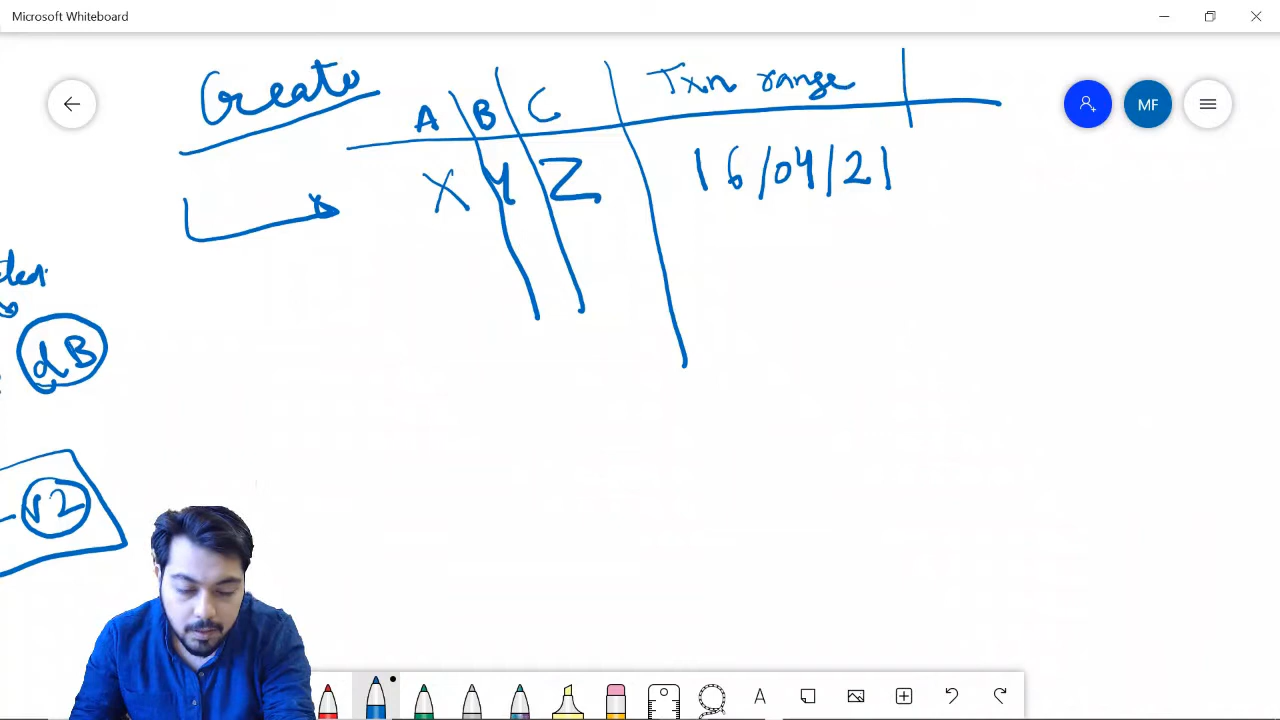 Microsoft Whiteboard
Create
A B C Txn range
X Y Z 16/04/21
dB
v2
MF
A